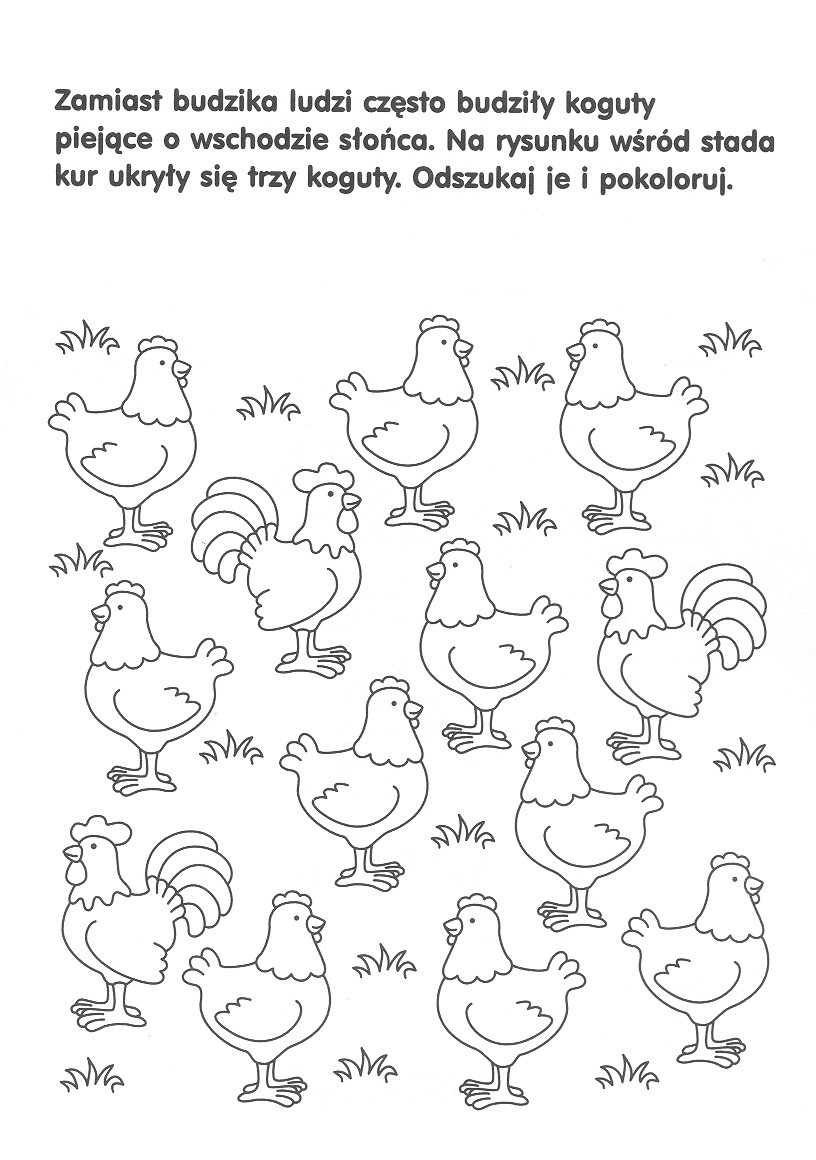 Zamiast budzika ludzi często budziły koguty
piejące o wschodzie słońca. Na rysunku wśród stada
kur ukryły się trzy koguty. Odszukaj je i pokoloruj.